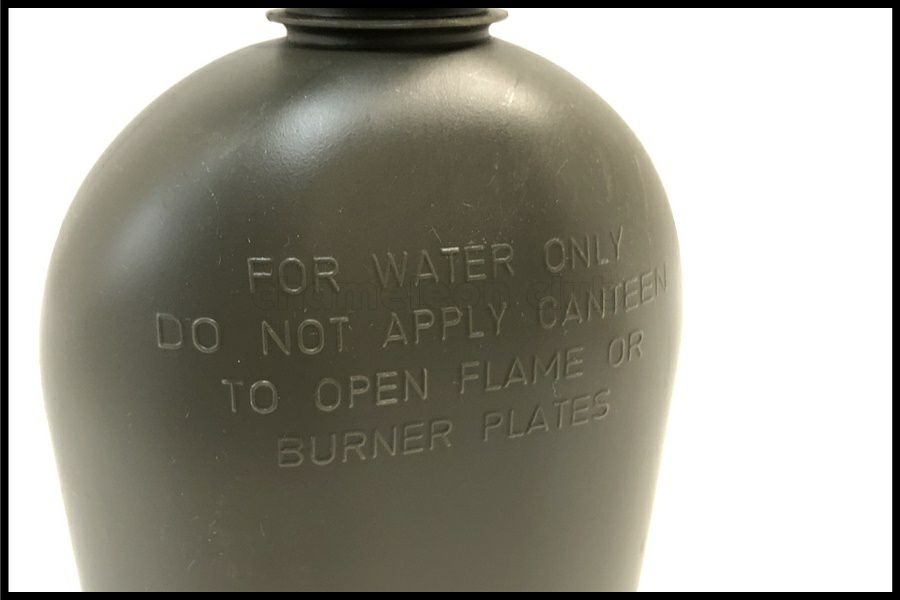 FOR WATER ONLY
DO NOT APPLY CANTEEN
TO OPEN FLAME OR
BURNER PLATES